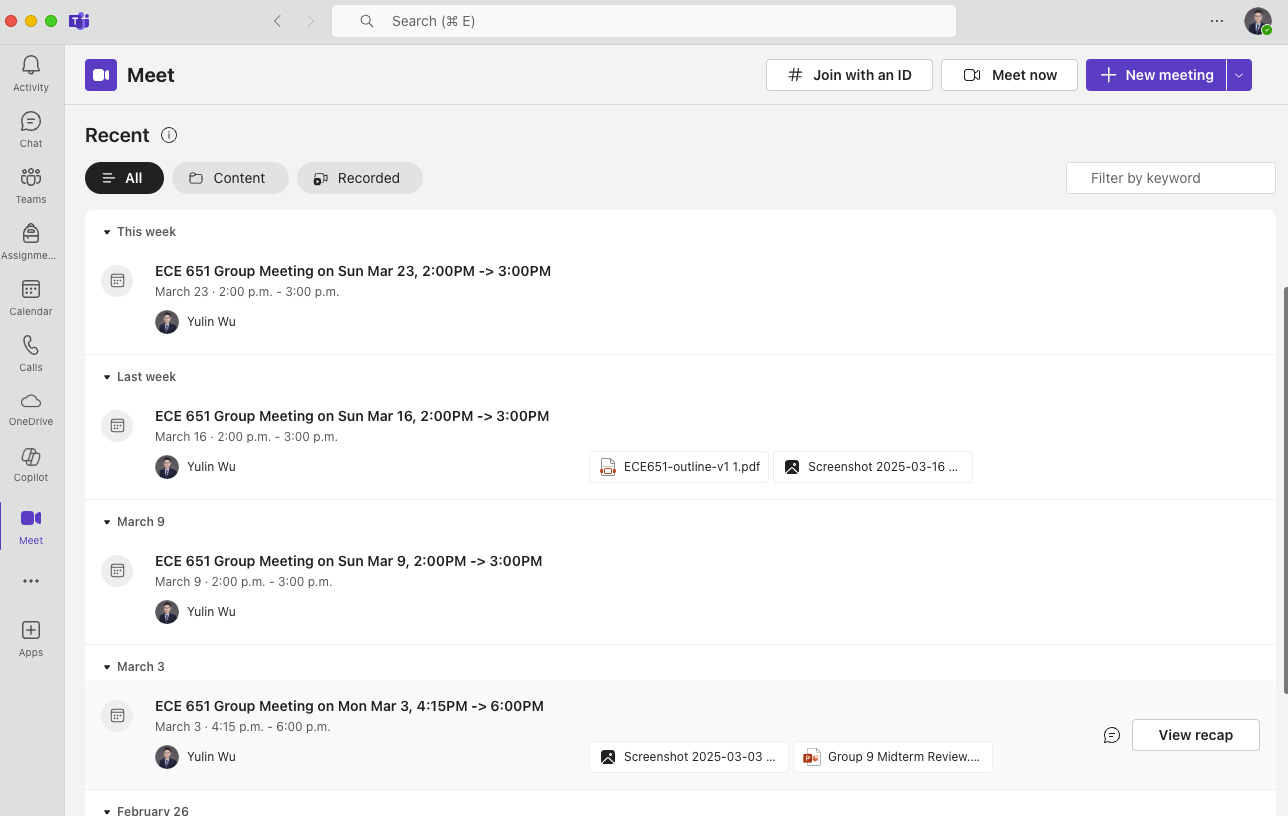 Search (⌘ E)
Activity
Chat
Teams
Assignme...
Calendar
Calls
OneDrive
Copilot
Meet
Apps
Meet
Join with an ID
Meet now
New meeting
Recent
All
Content
Recorded
Filter by keyword
This week
ECE 651 Group Meeting on Sun Mar 23, 2:00PM -> 3:00PM
March 23 · 2:00 p.m. - 3:00 p.m.
Yulin Wu
Last week
ECE 651 Group Meeting on Sun Mar 16, 2:00PM -> 3:00PM
March 16 · 2:00 p.m. - 3:00 p.m.
Yulin Wu
ECE651-outline-v1 1.pdf
Screenshot 2025-03-16 ...
March 9
ECE 651 Group Meeting on Sun Mar 9, 2:00PM -> 3:00PM
March 9 · 2:00 p.m. - 3:00 p.m.
Yulin Wu
March 3
ECE 651 Group Meeting on Mon Mar 3, 4:15PM -> 6:00PM
March 3 · 4:15 p.m. - 6:00 p.m.
Yulin Wu
Screenshot 2025-03-03 ...
Group 9 Midterm Review....
View recap
February 26